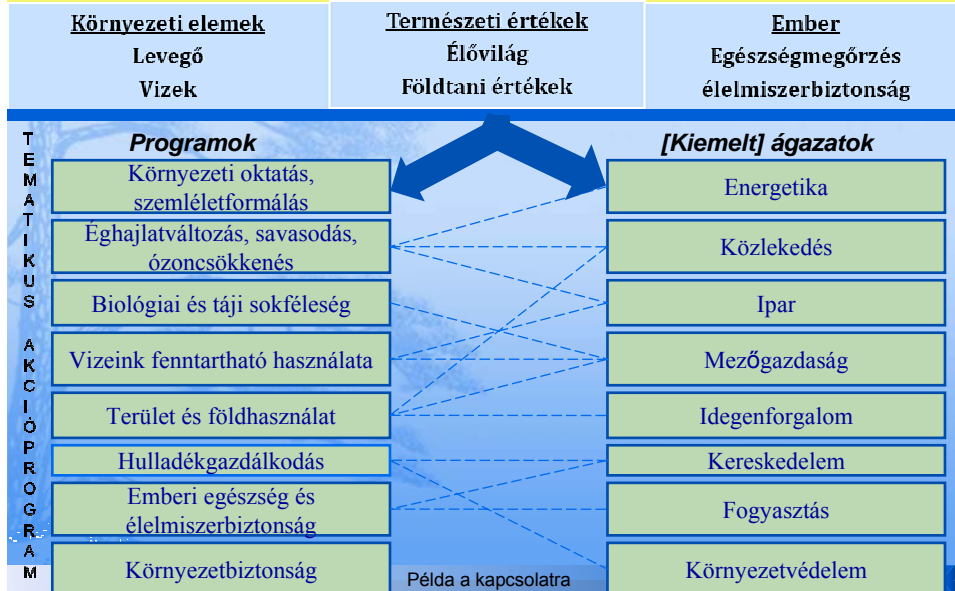 Környezeti elemek
Levegő
Vizek
Természeti értékek
Élővilág
Földtani értékek
Ember
Egészségmegőrzés
élelmiszerbiztonság
TEMATIKUS AKCIÓPROGRAM
Programok
Környezeti oktatás,
szemléletformálás
Éghajlatváltozás, savasodás,
ózoncsökkenés
Biológiai és táji sokféleség
Vizeink fenntartható használata
Terület és földhasználat
Hulladékgazdálkodás
Emberi egészség és
élelmiszerbiztonság
Környezetbiztonság
[Kiemelt] ágazatok
Energetika
Közlekedés
Ipar
Mezőgazdaság
Idegenforgalom
Kereskedelem
Fogyasztás
Környezetvédelem
Példa a kapcsolatra